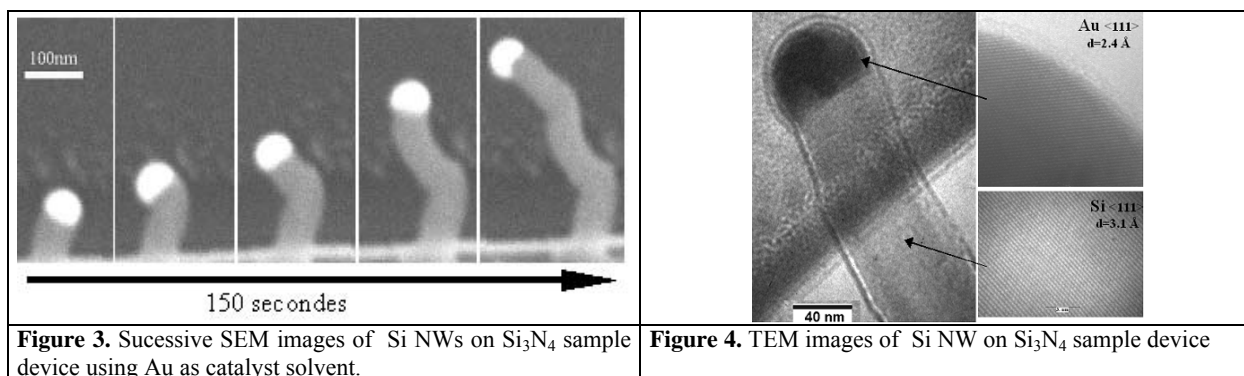 100nm
150 secondes
Au <111>
d=2.4 Å
Si <111>
d=3.1 Å
40 nm
Figure 3. Sucessive SEM images of Si NWs on Si₃N₄ sample
device using Au as catalyst solvent.
Figure 4. TEM images of Si NW on Si₃N₄ sample device